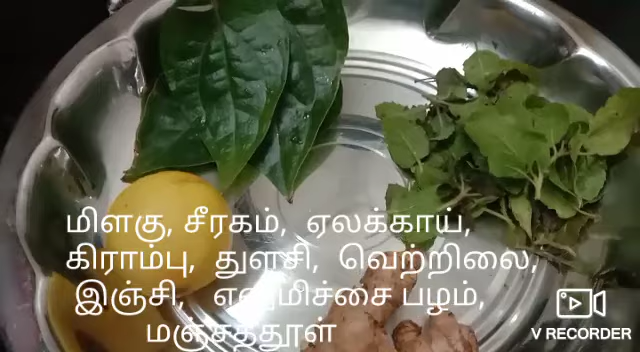 மிளகு, சீரகம், ஏலக்காய்,
கிராம்பு, துளசி, வெற்றிலை,
இஞ்சி, எலுமிச்சை பழம்,
மஞ்சத்தூள்
V RECORDER